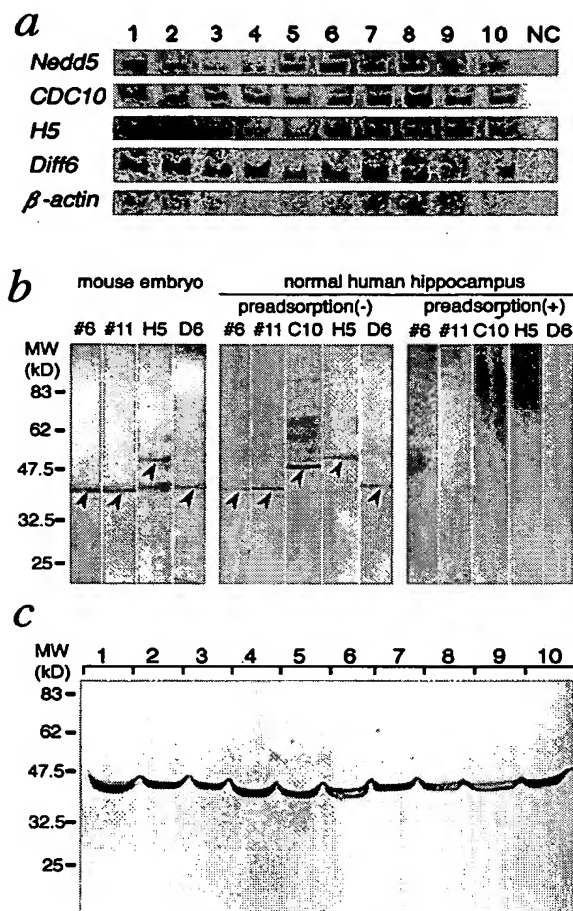 a
1 2 3 4 5 6 7 8 9 10 NC
Nedd5
CDC10
H5
Diff6
β-actin
b
mouse embryo normal human hippocampus
preadsorption(-) preadsorption(+)
#6 #11 H5 D6 #6 #11 C10 H5 D6 #6 #11 C10 H5 D6
MW
(kD)
83
62
47.5
32.5
25
c
MW
(kD)
1 2 3 4 5 6 7 8 9 10
83
62
47.5
32.5
25